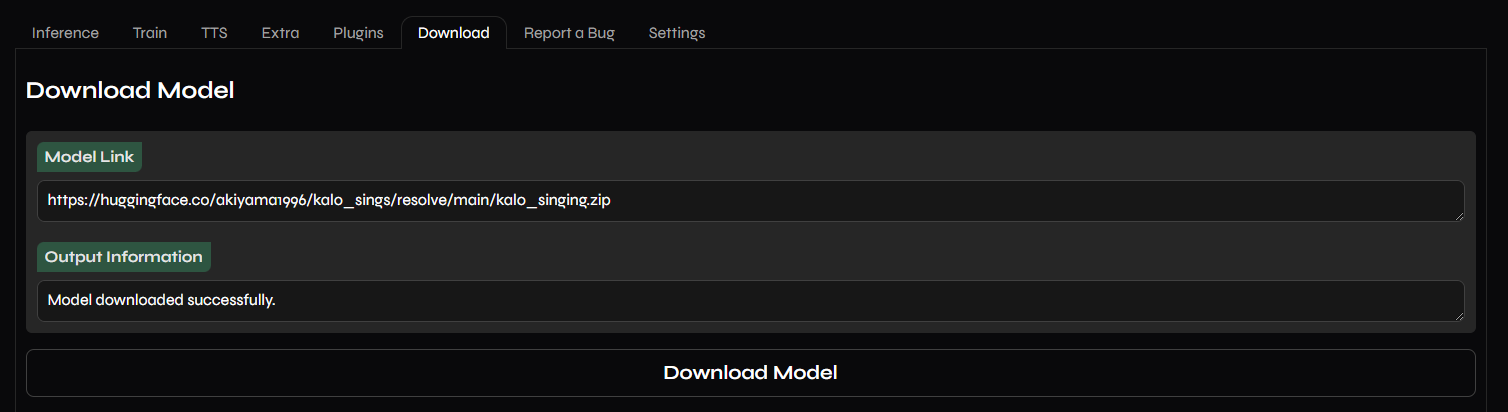 Inference Train TTS Extra Plugins Download Report a Bug Settings
Download Model
Model Link
https://huggingface.co/akiyama1996/kalo_sings/resolve/main/kalo_singing.zip
Output Information
Model downloaded successfully.
Download Model